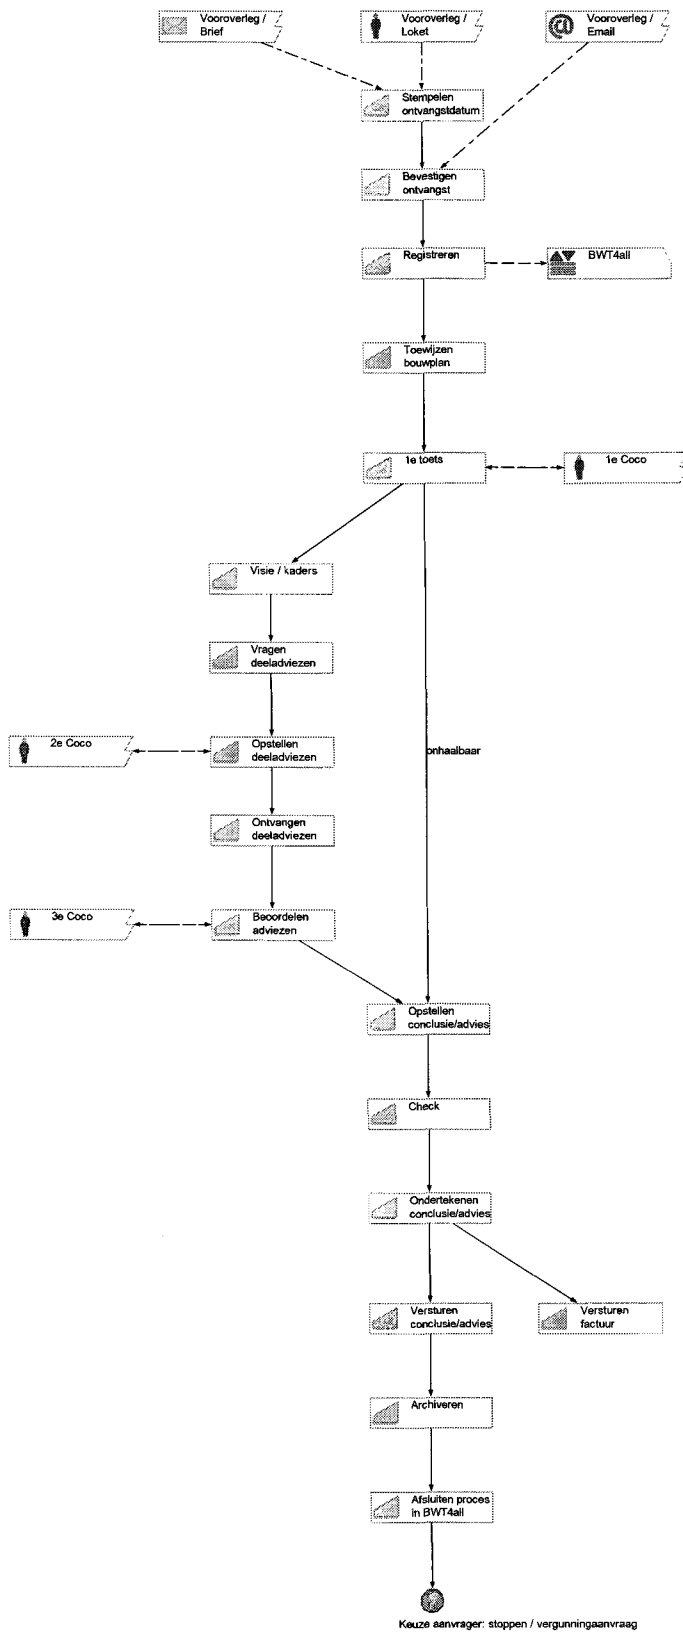 Vooroverleg /
Brief
Vooroverleg /
Loket
Vooroverleg /
Email
Stempelen
ontvangstdatum
Bevestigen
ontvangst
Registreren
BWT4all
Toewijzen
bouwplan
1e toets
1e Coco
Visie / kaders
Vragen
deeladviezen
2e Coco
Opstellen
deeladviezen
onhaalbaar
Ontvangen
deeladviezen
3e Coco
Beoordelen
adviezen
Opstellen
conclusie/advies
Check
Ondertekenen
conclusie/advies
Versturen
conclusie/advies
Versturen
factuur
Archiveren
Afsluiten proces
in BWT4all
Keuze aanvrager: stoppen / vergunningaanvraag